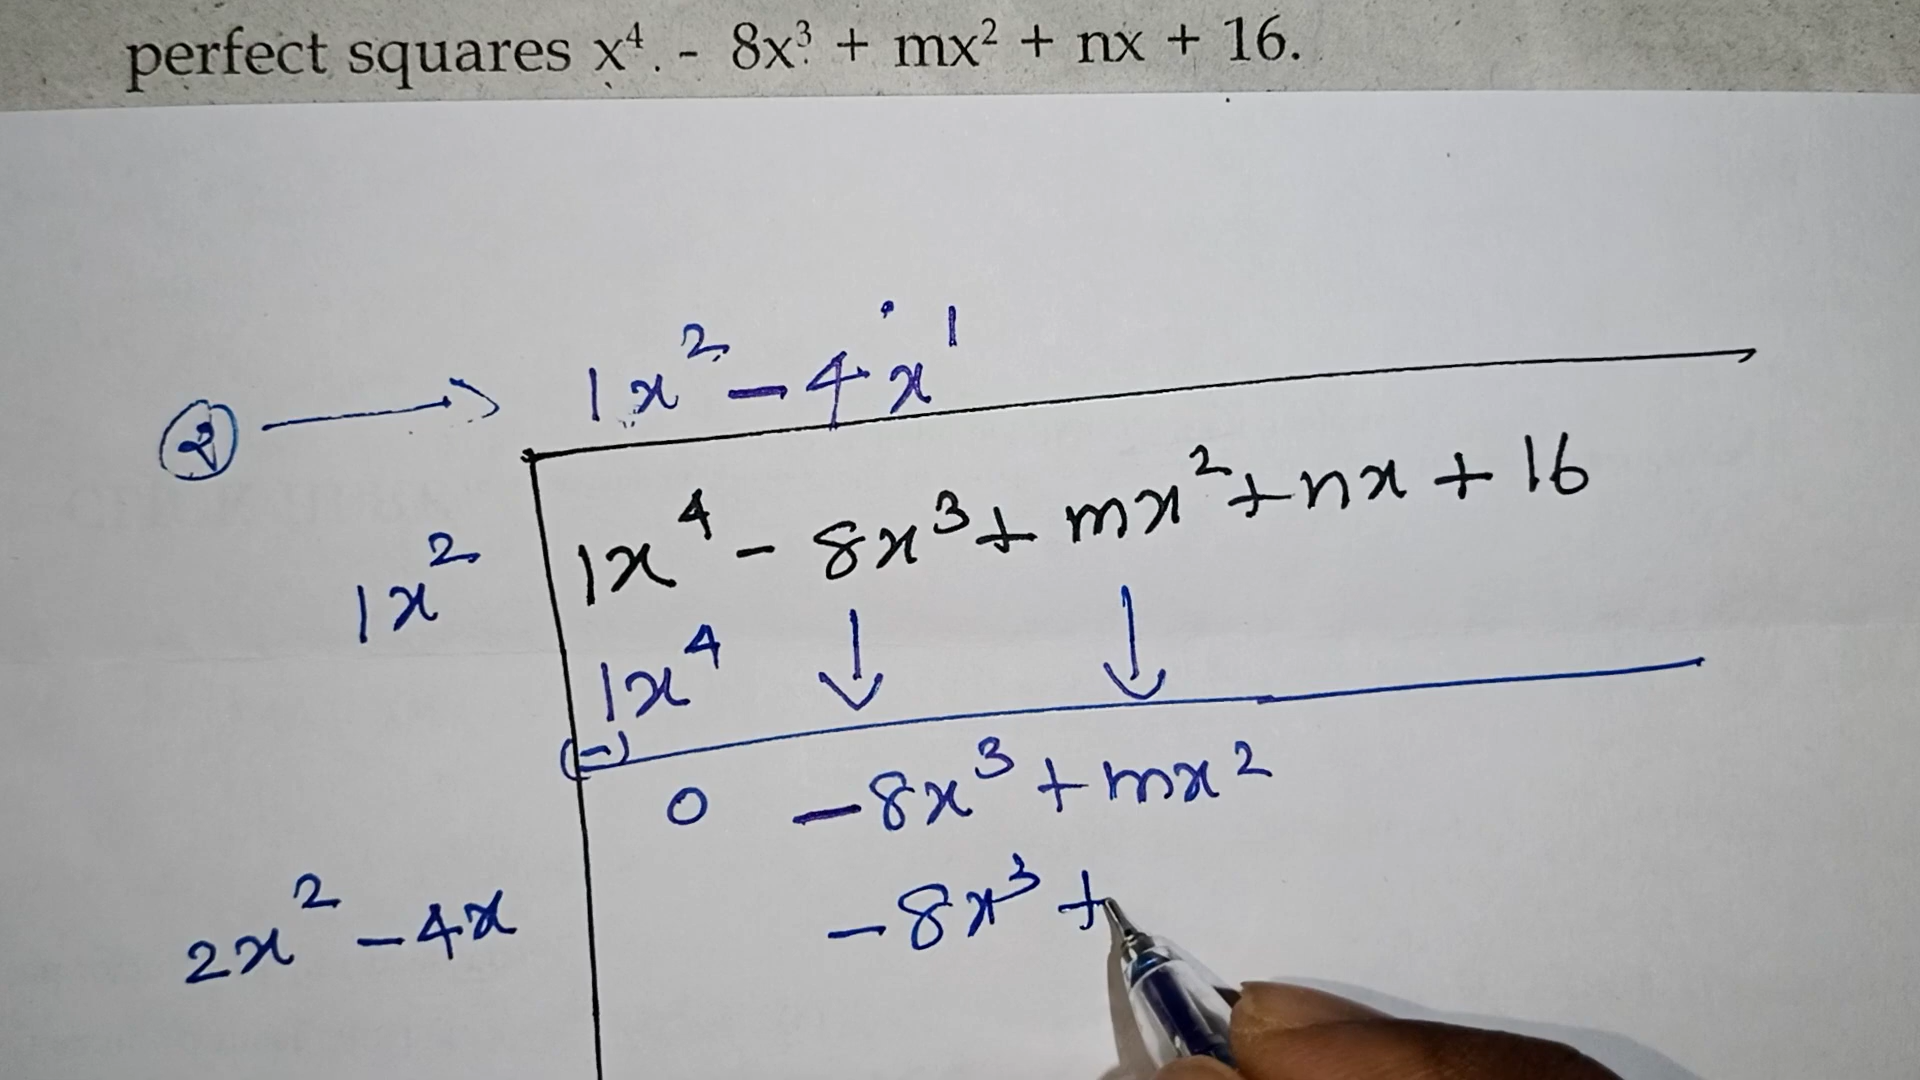 perfect squares x⁴ - 8x³ + mx² + nx + 16.
② 1x² - 4x¹
1x² 1x⁴ - 8x³ + mx² + nx + 16
1x⁴
(-)
0 - 8x³ + mx²
2x² - 4x - 8x³ +